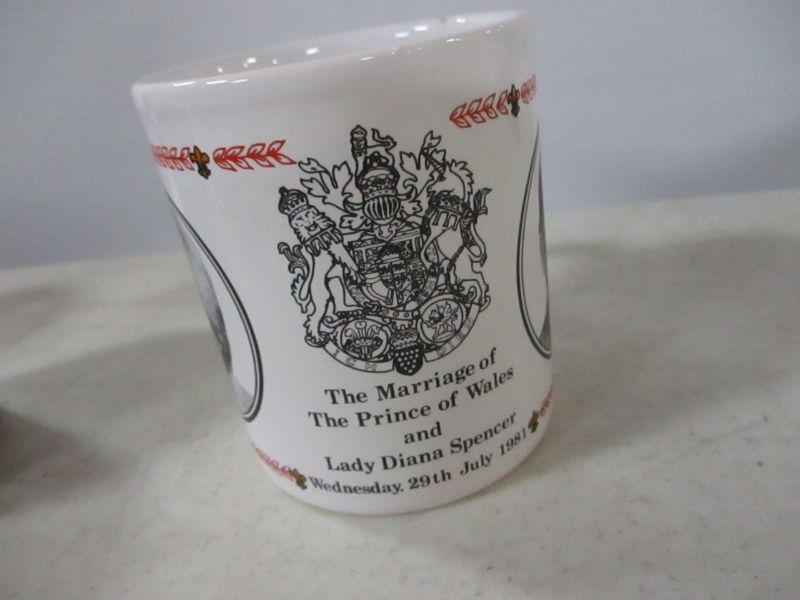 The Marriage of
The Prince of Wales
and
Lady Diana Spencer
Wednesday, 29th July 1981